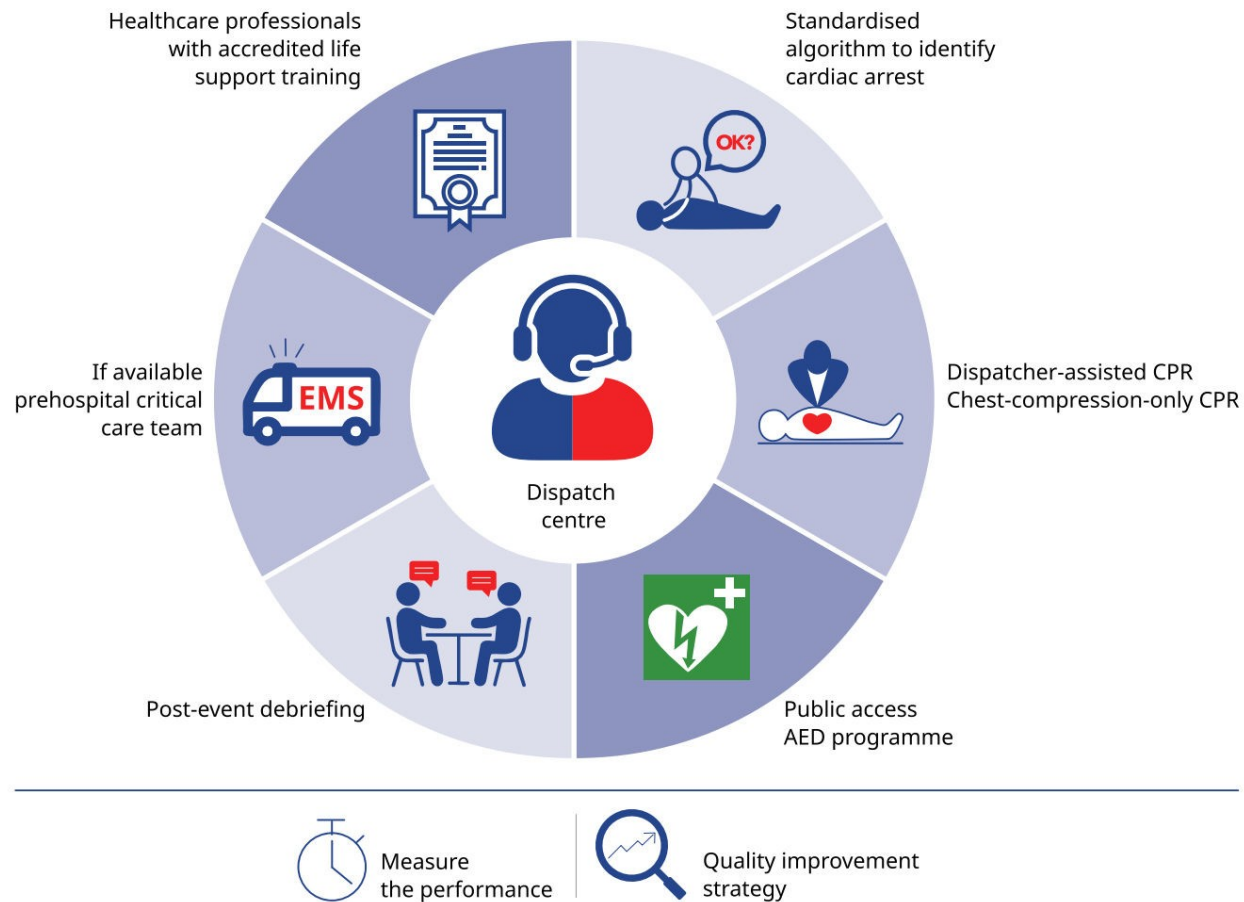 Healthcare professionals
with accredited life
support training
Standardised
algorithm to identify
cardiac arrest
OK?
If available
prehospital critical
care team
EMS
Dispatcher-assisted CPR
Chest-compression-only CPR
Dispatch
centre
Post-event debriefing
Public access
AED programme
Measure
the performance
Quality improvement
strategy